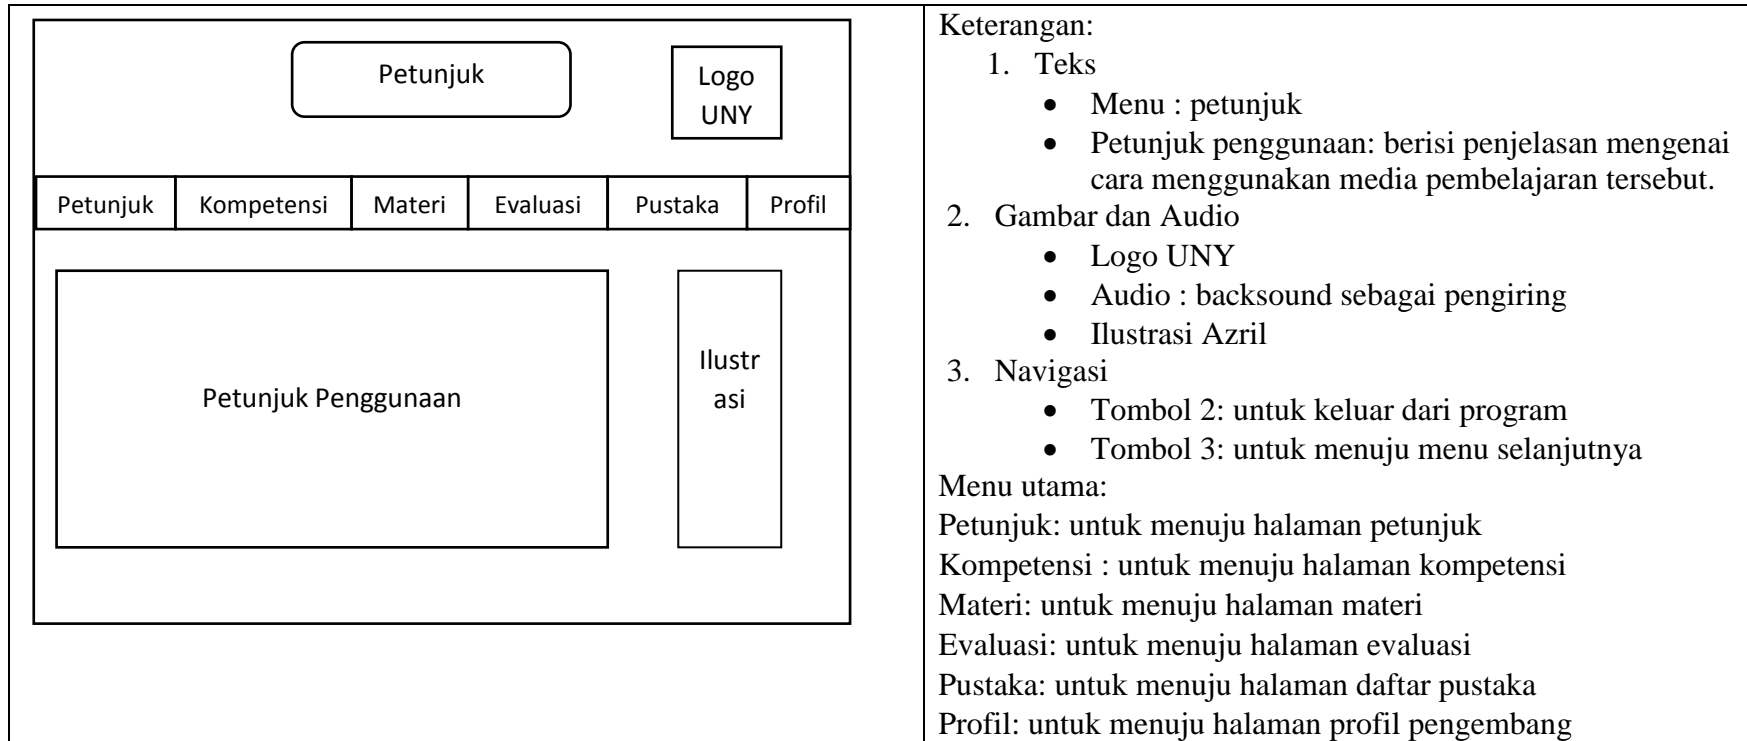 Petunjuk
Logo
UNY
Petunjuk Kompetensi Materi Evaluasi Pustaka Profil
Petunjuk Penggunaan
Ilustr
asi
Keterangan:
1. Teks
• Menu : petunjuk
• Petunjuk penggunaan: berisi penjelasan mengenai
cara menggunakan media pembelajaran tersebut.
2. Gambar dan Audio
• Logo UNY
• Audio : backsound sebagai pengiring
• Ilustrasi Azril
3. Navigasi
• Tombol 2: untuk keluar dari program
• Tombol 3: untuk menuju menu selanjutnya
Menu utama:
Petunjuk: untuk menuju halaman petunjuk
Kompetensi : untuk menuju halaman kompetensi
Materi: untuk menuju halaman materi
Evaluasi: untuk menuju halaman evaluasi
Pustaka: untuk menuju halaman daftar pustaka
Profil: untuk menuju halaman profil pengembang